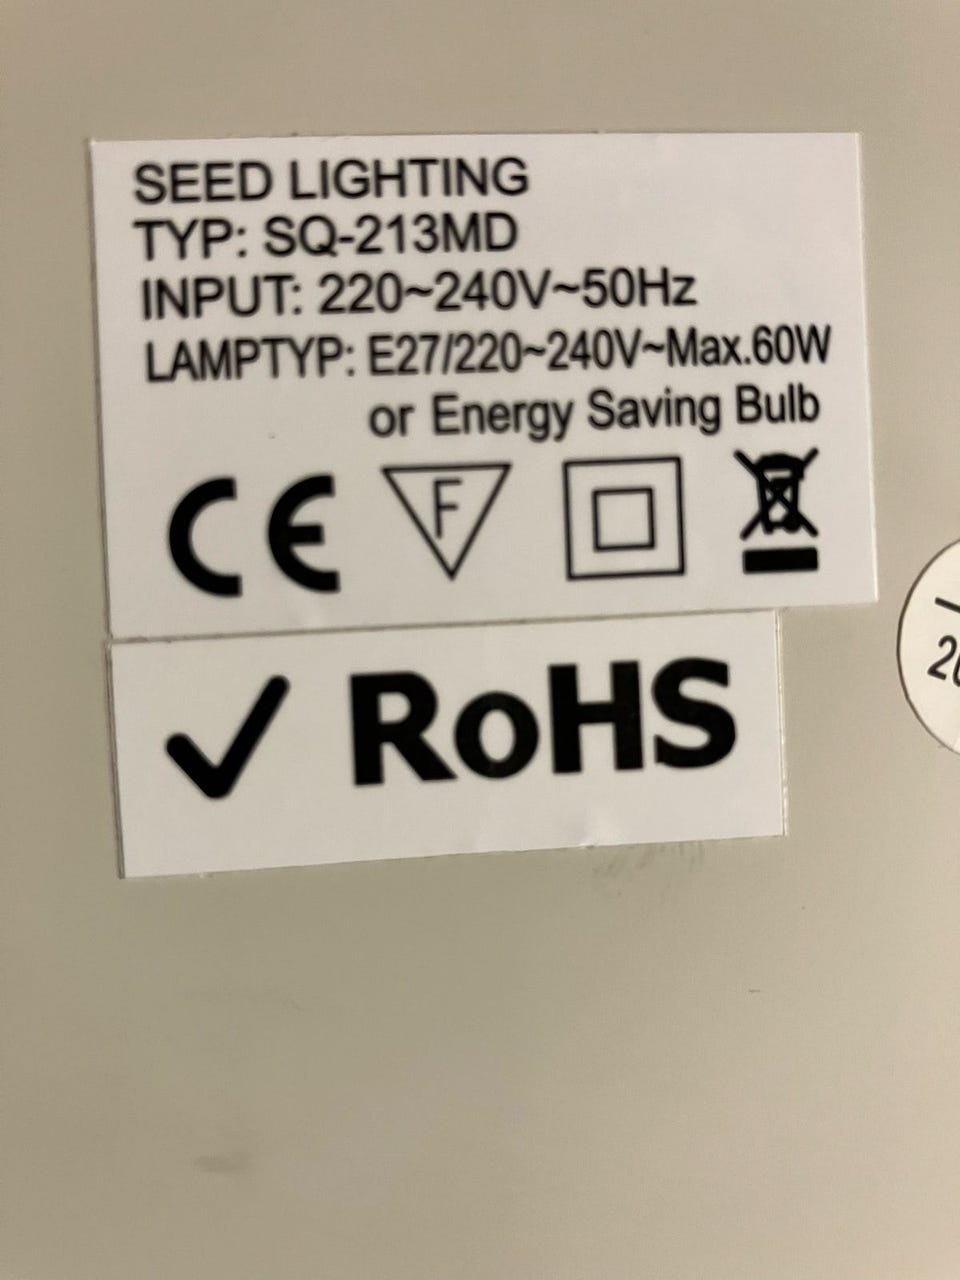 SEED LIGHTING
TYP: SQ-213MD
INPUT: 220~240V~50Hz
LAMPTYP: E27/220~240V~Max.60W
or Energy Saving Bulb
CE F
✓ RoHS